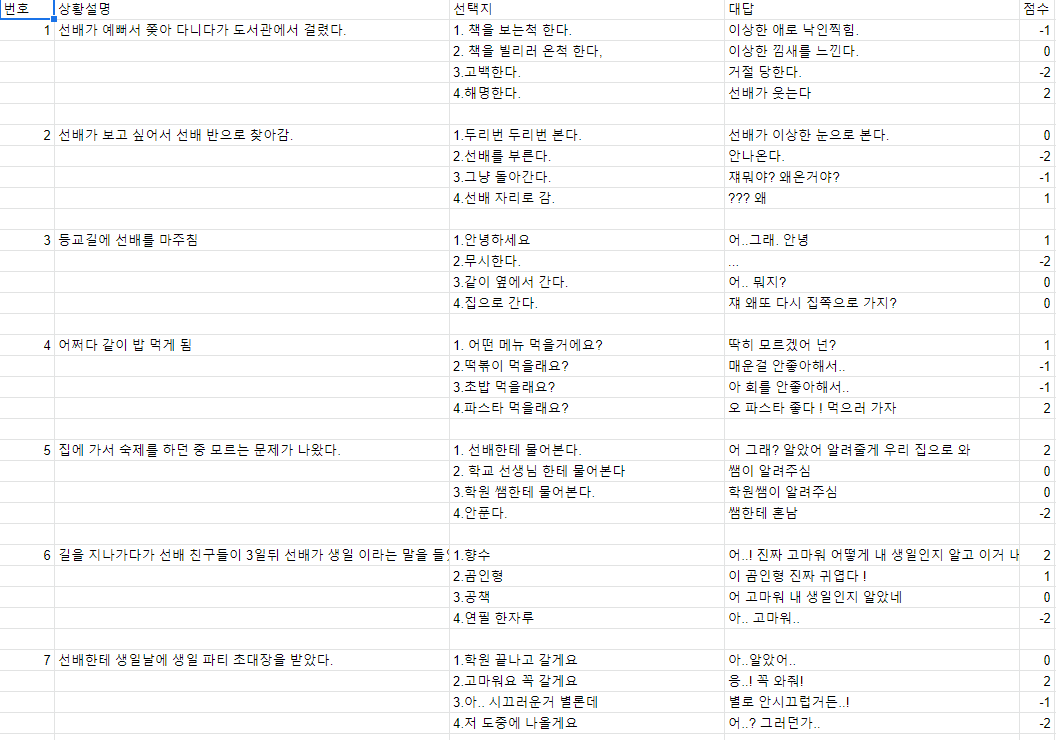 번호 상황설명 선택지 대답 점수
1 선배가 예뻐서 쫓아 다니다가 도서관에서 걸렸다. 1. 책을 보는척 한다. 이상한 애로 낙인찍힘. -1
2. 책을 빌리러 온척 한다, 이상한 낌새를 느낀다. 0
3.고백한다. 거절 당한다. -2
4.해명한다. 선배가 웃는다 2
2 선배가 보고 싶어서 선배 반으로 찾아감. 1.두리번 두리번 본다. 선배가 이상한 눈으로 본다. 0
2.선배를 부른다. 안나온다. -2
3.그냥 돌아간다. 쟤뭐야? 왜온거야? -1
4.선배 자리로 감. ??? 왜 1
3 등교길에 선배를 마주침 1.안녕하세요 어..그래. 안녕 1
2.무시한다. ... -2
3.같이 옆에서 간다. 어.. 뭐지? 0
4.집으로 간다. 쟤 왜또 다시 집쪽으로 가지? 0
4 어쩌다 같이 밥 먹게 됨 1. 어떤 메뉴 먹을거에요? 딱히 모르겠어 넌? 1
2.떡볶이 먹을래요? 매운걸 안좋아해서.. -1
3.초밥 먹을래요? 아 회를 안좋아해서.. -1
4.파스타 먹을래요? 오 파스타 좋다 ! 먹으러 가자 2
5 집에 가서 숙제를 하던 중 모르는 문제가 나왔다. 1. 선배한테 물어본다. 어 그래? 알았어 알려줄게 우리 집으로 와 2
2. 학교 선생님 한테 물어본다 쌤이 알려주심 0
3.학원 쌤한테 물어본다. 학원쌤이 알려주심 0
4.안푼다. 쌤한테 혼남 -2
6 길을 지나가다가 선배 친구들이 3일뒤 선배가 생일 이라는 말을 1.향수 어..! 진짜 고마워 어떻게 내 생일인지 알고 이거 2
2.곰인형 이 곰인형 진짜 귀엽다 ! 1
3.공책 어 고마워 내 생일인지 알았네 0
4.연필 한자루 아.. 고마워.. -2
7 선배한테 생일날에 생일 파티 초대장을 받았다. 1.학원 끝나고 갈게요 아..알았어.. 0
2.고마워요 꼭 갈게요 응..! 꼭 와줘! 2
3.아.. 시끄러운거 별론데 별로 안시끄럽거든..! -1
4.저 도중에 나올게요 어..? 그러던가.. -2